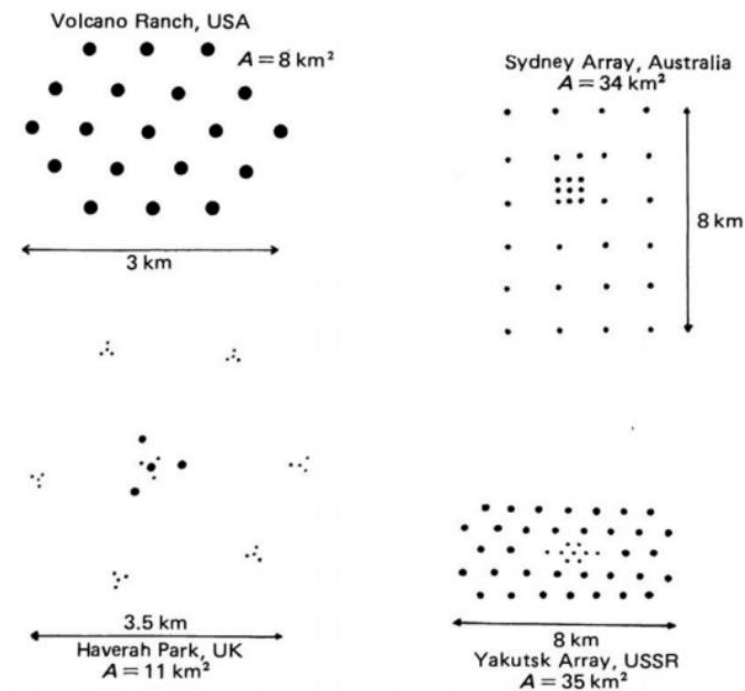 Volcano Ranch, USA
A = 8 km²
3 km
Sydney Array, Australia
A = 34 km²
8 km
3.5 km
Haverah Park, UK
A = 11 km²
8 km
Yakutsk Array, USSR
A = 35 km²